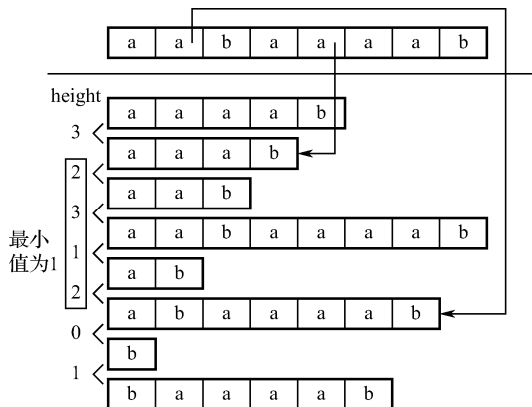 a a b a a a a b
height
a a a a b
3
a a a b
2
a a b
3
a a b a a a a b
最小
值为1
1
a b
2
a b a a a a b
0
b
1
b a a a a b